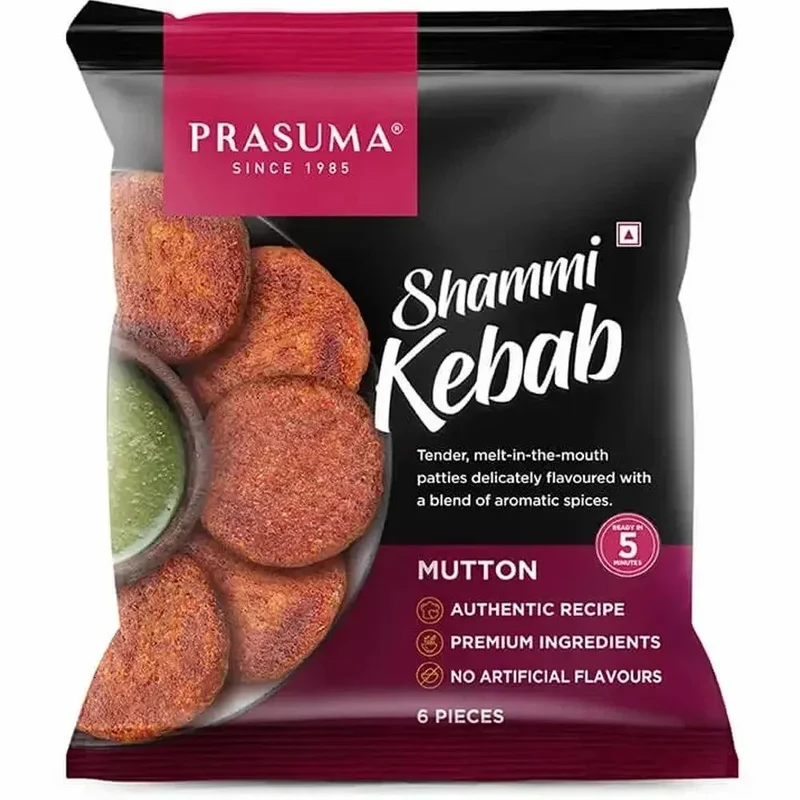 PRASUMA®
SINCE 1985
Shammi
Kebab
Tender, melt-in-the-mouth
patties delicately flavoured with
a blend of aromatic spices.
READY IN
5
MINUTES
MUTTON
AUTHENTIC RECIPE
PREMIUM INGREDIENTS
NO ARTIFICIAL FLAVOURS
6 PIECES